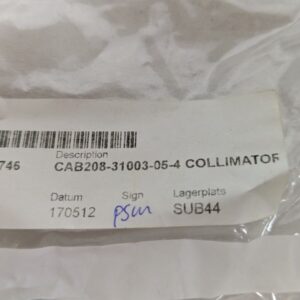 Description
746 CAB208-31003-05-4 COLLIMATOR
Datum Sign Lagerplats
170512 psm SUB44